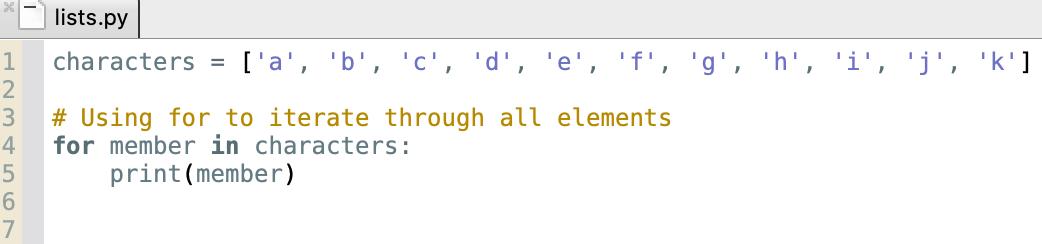 lists.py
1 characters = ['a', 'b', 'c', 'd', 'e', 'f', 'g', 'h', 'i', 'j', 'k']
2
3 # Using for to iterate through all elements
4 for member in characters:
5     print(member)
6
7